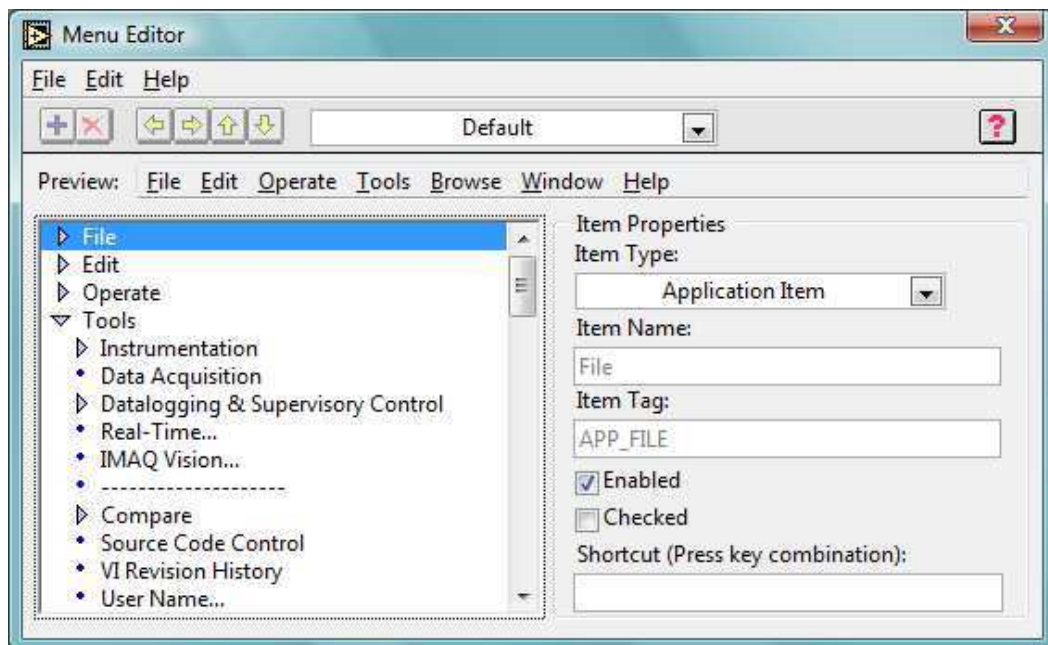 Menu Editor
File Edit Help
Default
?
Preview: File Edit Operate Tools Browse Window Help
File
Edit
Operate
Tools
Instrumentation
Data Acquisition
Datalogging & Supervisory Control
Real-Time...
IMAQ Vision...
--------------------
Compare
Source Code Control
VI Revision History
User Name...
Item Properties
Item Type:
Application Item
Item Name:
File
Item Tag:
APP_FILE
Enabled
Checked
Shortcut (Press key combination):